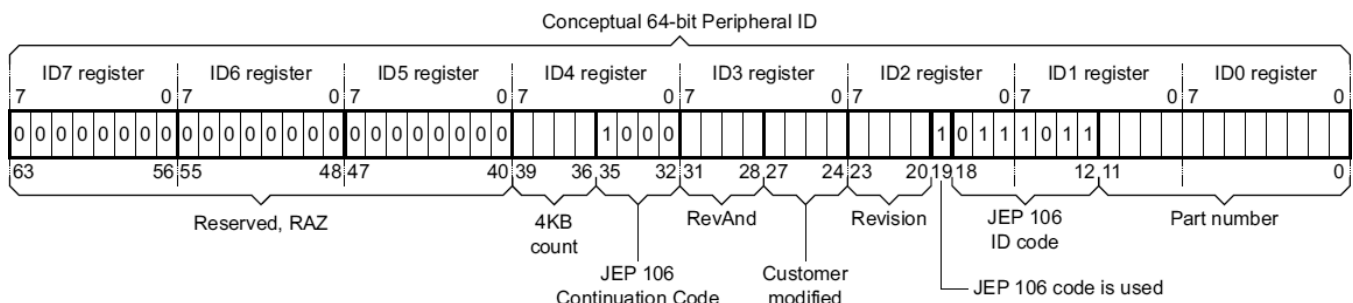 Conceptual 64-bit Peripheral ID
ID7 register ID6 register ID5 register ID4 register ID3 register ID2 register ID1 register ID0 register
7 0 7 0 7 0 7 0 7 0 7 0 7 0 7 0
0 0 0 0 0 0 0 0 0 0 0 0 0 0 0 0 0 0 0 0 0 0 0 0 1 0 0 0 1 0 1 1 1 0 1 1
63 56 55 48 47 40 39 36 35 32 31 28 27 24 23 20 19 18 12 11 0
Reserved, RAZ 4KB count RevAnd Revision JEP 106 ID code Part number
JEP 106 Continuation Code Customer modified JEP 106 code is used